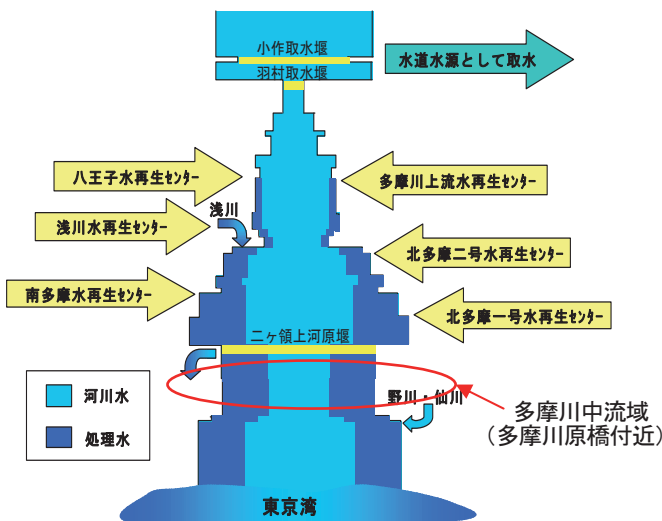 小作取水堰
羽村取水堰
水道水源として取水
八王子水再生ｾﾝﾀｰ
多摩川上流水再生ｾﾝﾀｰ
浅川
浅川水再生ｾﾝﾀｰ
北多摩二号水再生ｾﾝﾀｰ
南多摩水再生ｾﾝﾀｰ
北多摩一号水再生ｾﾝﾀｰ
二ヶ領上河原堰
河川水
処理水
野川・仙川
多摩川中流域
（多摩川原橋付近）
東京湾